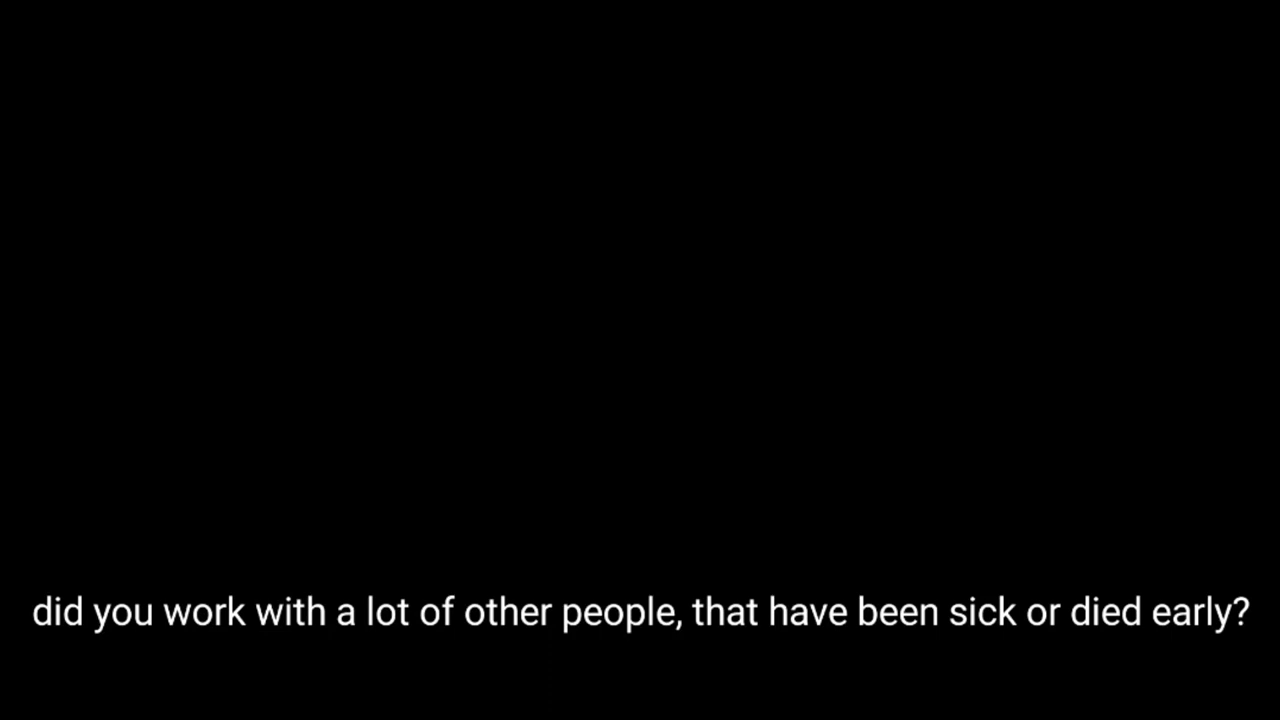 did you work with a lot of other people, that have been sick or died early?